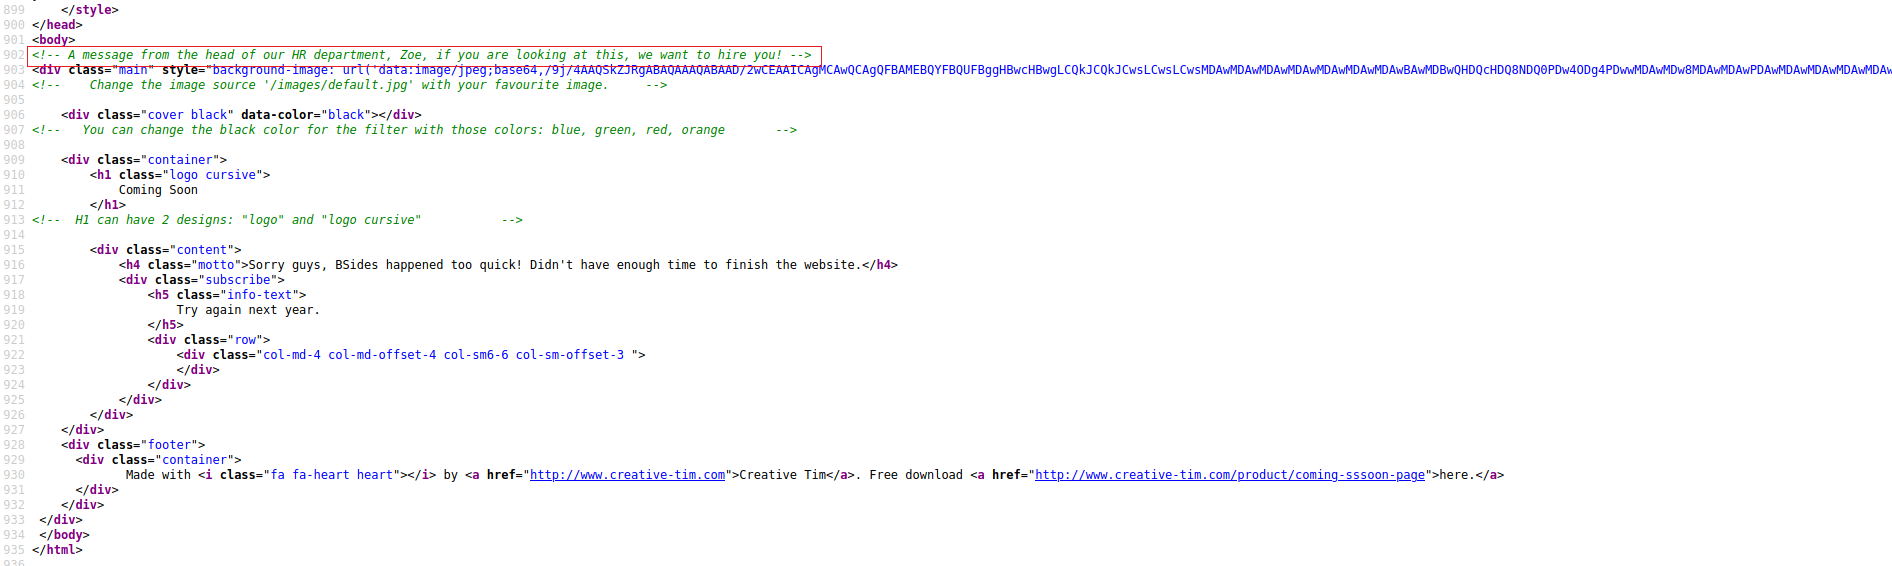 899     </style>
900 </head>
901 <body>
902 <!-- A message from the head of our HR department, Zoe, if you are looking at this, we want to hire you! -->
903 <div class="main" style="background-image: url('data:image/jpeg;base64,/9j/4AAQSkZJRgABAQAAAQABAAD/
904 <!--    Change the image source '/images/default.jpg' with your favourite image.     -->
905
906     <div class="cover black" data-color="black"></div>
907 <!--   You can change the black color for the filter with those colors: blue, green, red, orange       -->
908
909     <div class="container">
910         <h1 class="logo cursive">
911             Coming Soon
912         </h1>
913 <!--  H1 can have 2 designs: "logo" and "logo cursive"           -->
914
915         <div class="content">
916             <h4 class="motto">Sorry guys, BSides happened too quick! Didn't have enough time to finish the website.</h4>
917             <div class="subscribe">
918                 <h5 class="info-text">
919                     Try again next year.
920                 </h5>
921                 <div class="row">
922                     <div class="col-md-4 col-md-offset-4 col-sm6-6 col-sm-offset-3 ">
923                     </div>
924                 </div>
925             </div>
926         </div>
927     </div>
928     <div class="footer">
929       <div class="container">
930              Made with <i class="fa fa-heart heart"></i> by <a href="http://www.creative-tim.com">Creative Tim</a>. Free download <a href="http://www.creative-tim.com/product/coming-sssoon-page">here.</a>
931       </div>
932     </div>
933  </div>
934  </body>
935 </html>
936